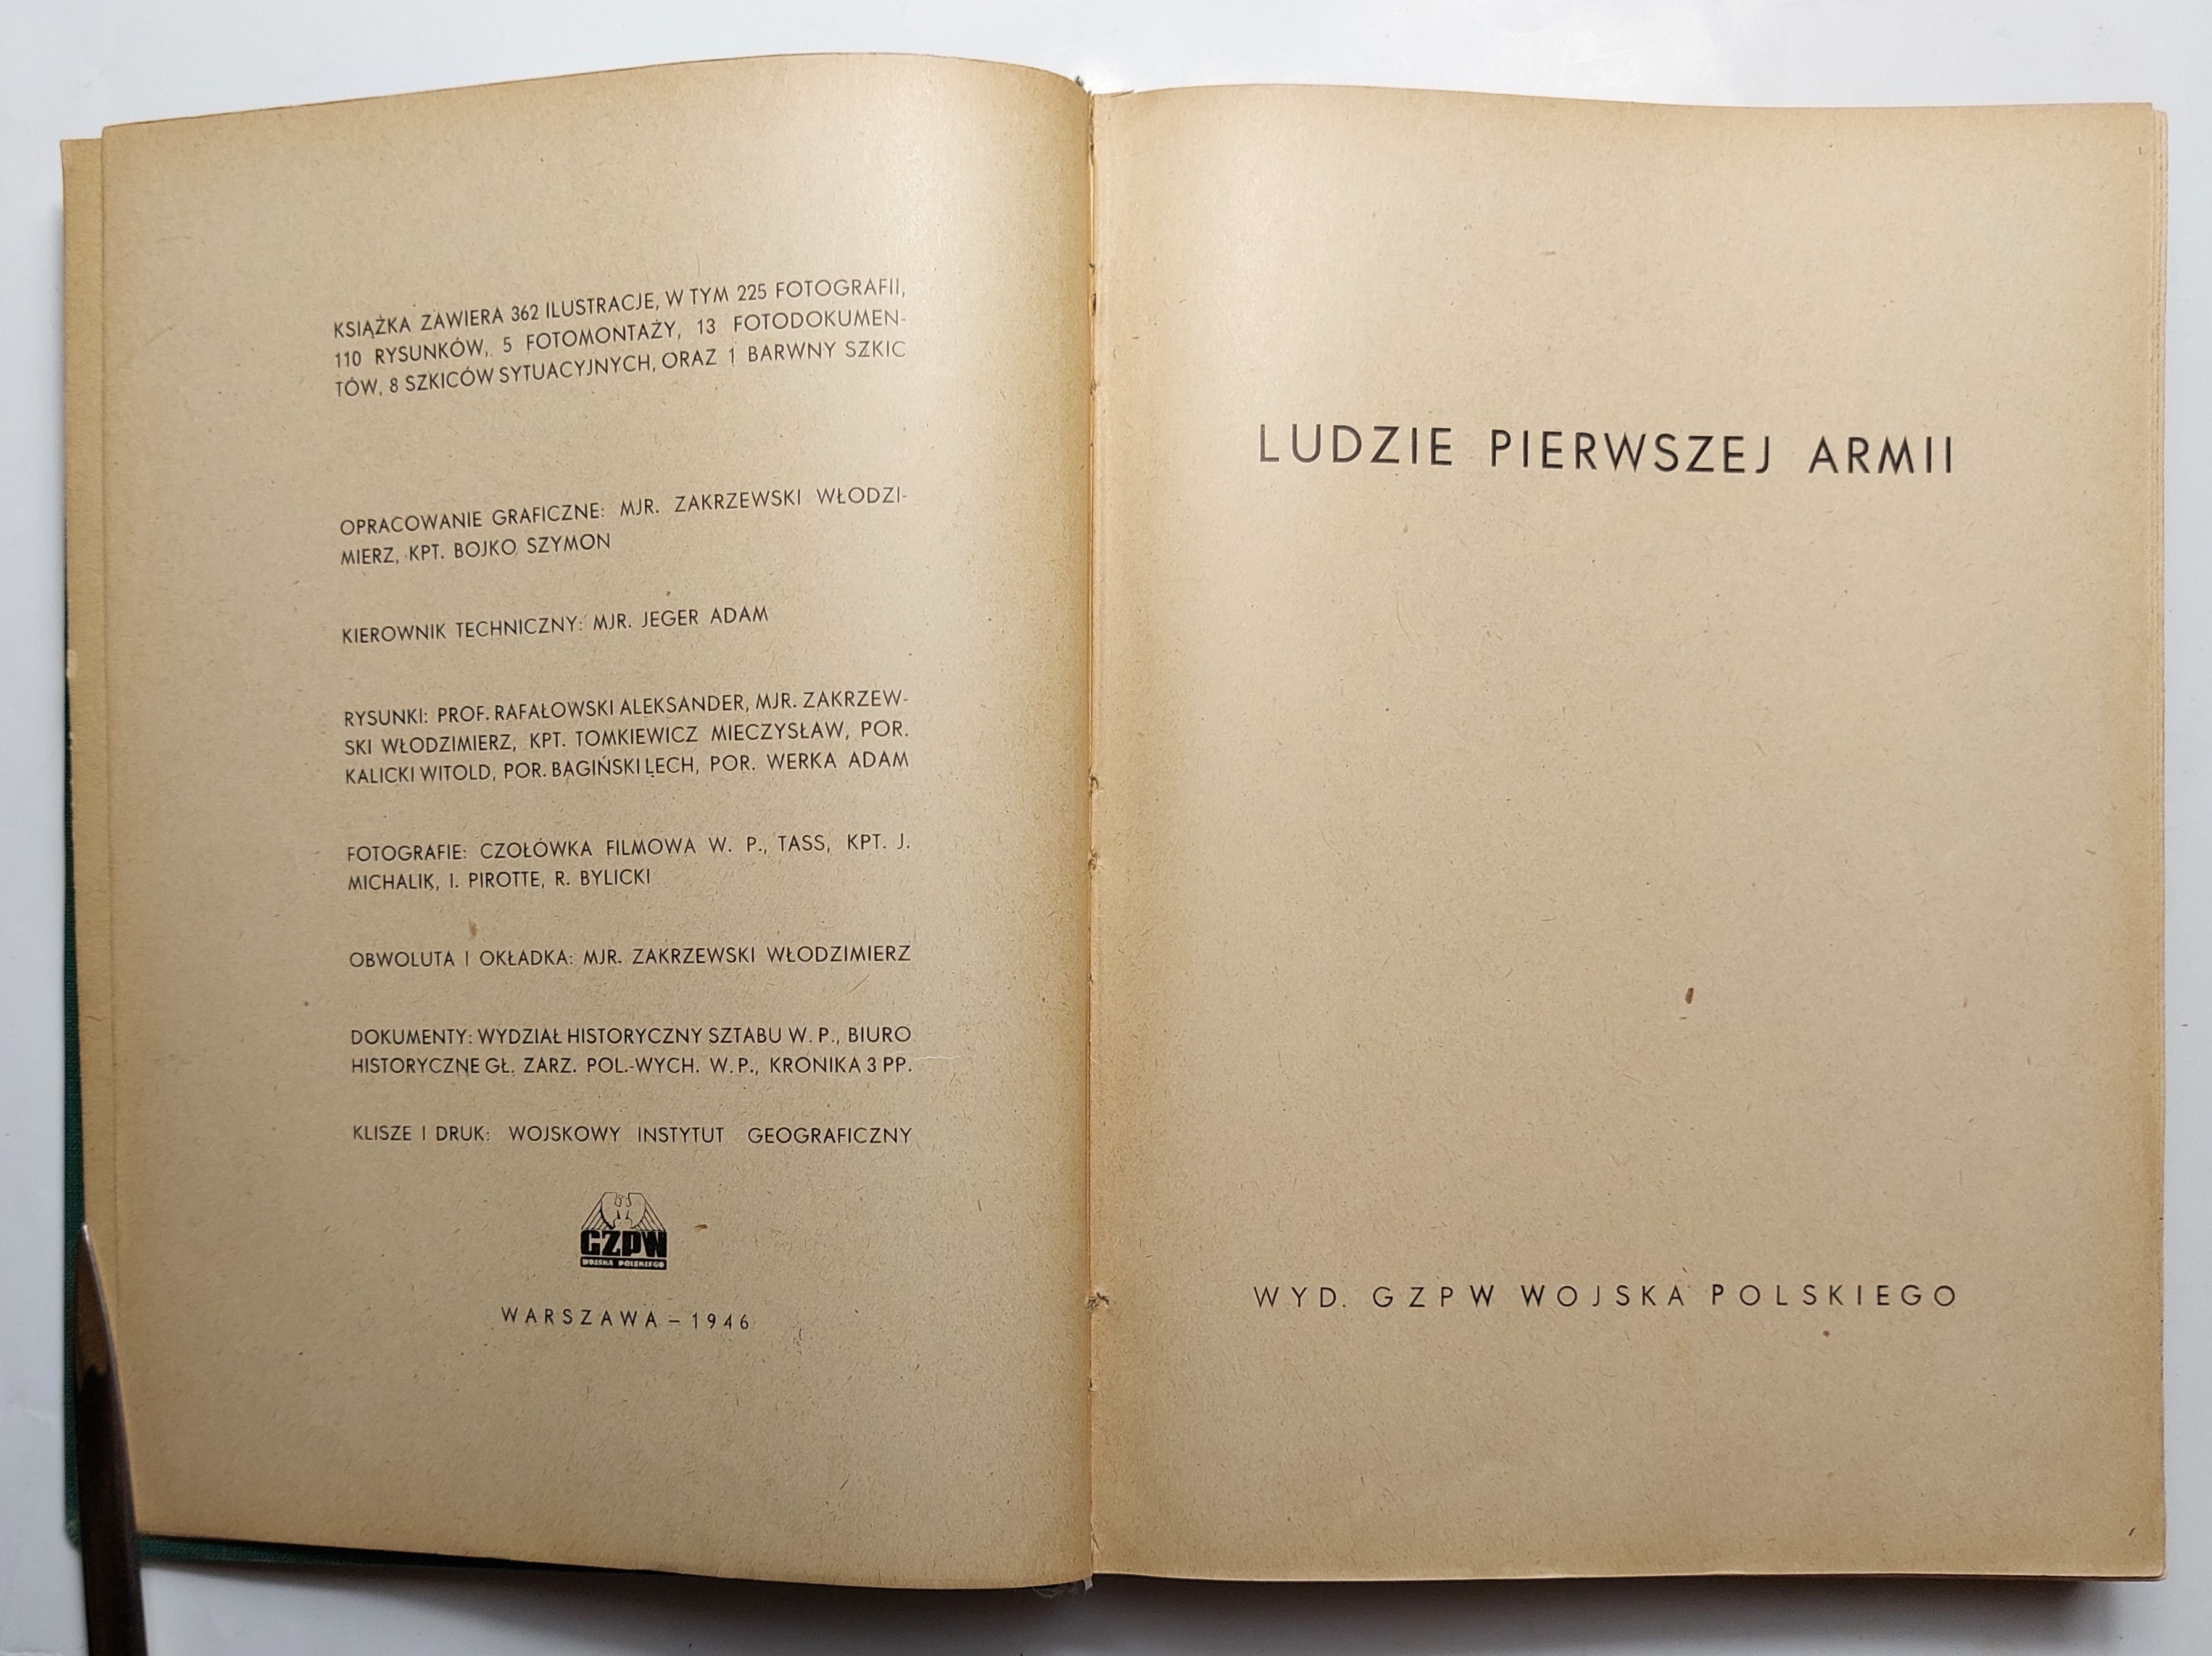 KSIĄŻKA ZAWIERA 362 ILUSTRACJE, W TYM 225 FOTOGRAFII,
110 RYSUNKÓW, 5 FOTOMONTAŻY, 13 FOTODOKUMEN-
TÓW, 8 SZKICÓW SYTUACYJNYCH, ORAZ 1 BARWNY SZKIC
OPRACOWANIE GRAFICZNE: MJR. ZAKRZEWSKI WŁODZI-
MIERZ, KPT. BOJKO SZYMON
KIEROWNIK TECHNICZNY: MJR. JEGER ADAM
RYSUNKI: PROF. RAFAŁOWSKI ALEKSANDER, MJR. ZAKRZEW-
SKI WŁODZIMIERZ, KPT. TOMKIEWICZ MIECZYSŁAW, POR.
KALICKI WITOLD, POR. BAGIŃSKI LECH, POR. WERKA ADAM
FOTOGRAFIE: CZOŁÓWKA FILMOWA W. P., TASS, KPT. J.
MICHALIK, I. PIROTTE, R. BYLICKI
OBWOLUTA I OKŁADKA: MJR. ZAKRZEWSKI WŁODZIMIERZ
DOKUMENTY: WYDZIAŁ HISTORYCZNY SZTABU W. P., BIURO
HISTORYCZNE GŁ. ZARZ. POL.-WYCH. W. P., KRONIKA 3 PP.
KLISZE I DRUK: WOJSKOWY INSTYTUT GEOGRAFICZNY
GZPW
WOJSKA POLSKIEGO
WARSZAWA – 1946
LUDZIE PIERWSZEJ ARMII
WYD. GZPW WOJSKA POLSKIEGO